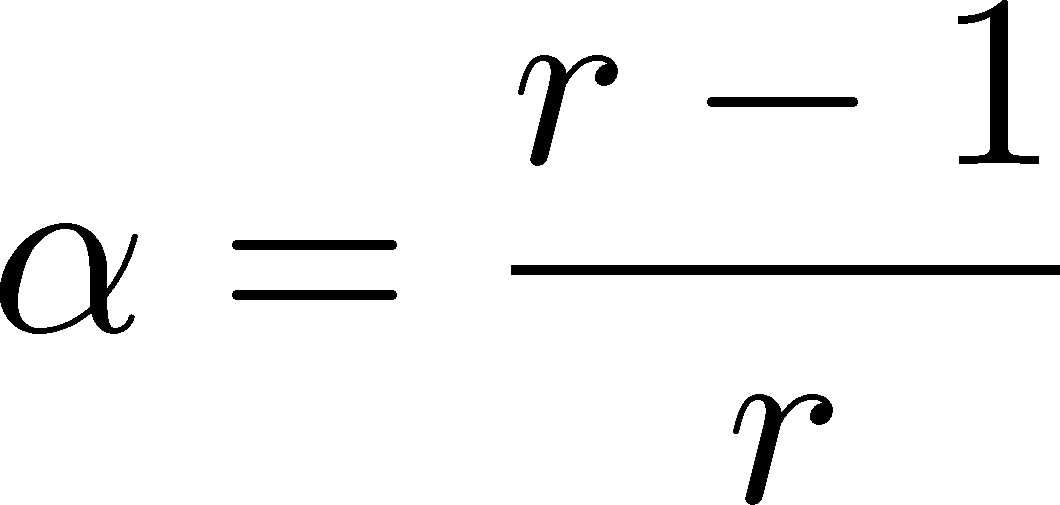 α = (r − 1) / r